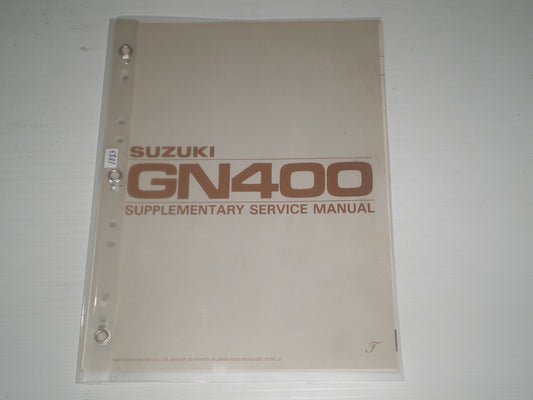 SUZUKI
GN400
SUPPLEMENTARY SERVICE MANUAL
T